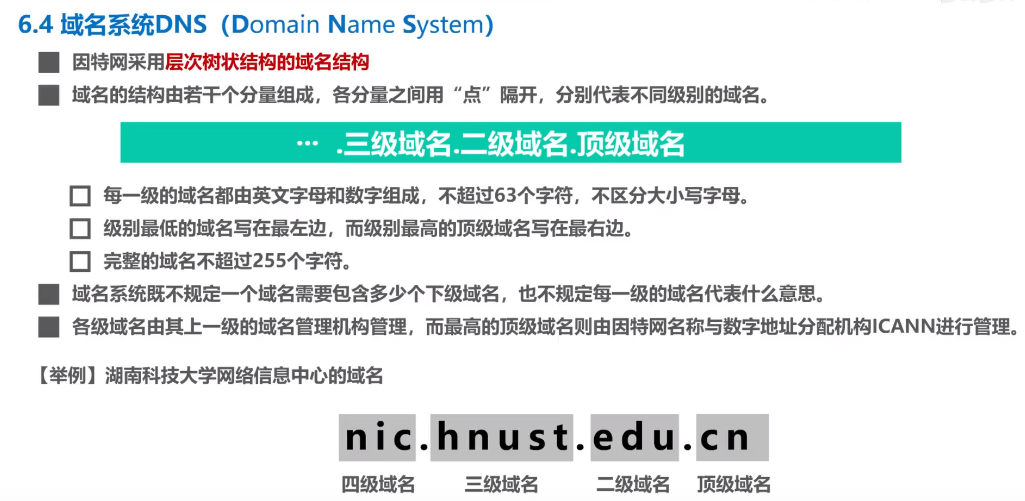 6.4 域名系统DNS（Domain Name System）
因特网采用层次树状结构的域名结构
域名的结构由若干个分量组成，各分量之间用“点”隔开，分别代表不同级别的域名。
… .三级域名.二级域名.顶级域名
每一级的域名都由英文字母和数字组成，不超过63个字符，不区分大小写字母。
级别最低的域名写在最左边，而级别最高的顶级域名写在最右边。
完整的域名不超过255个字符。
域名系统既不规定一个域名需要包含多少个下级域名，也不规定每一级的域名代表什么意思。
各级域名由其上一级的域名管理机构管理，而最高的顶级域名则由因特网名称与数字地址分配机构ICANN进行管理。
【举例】湖南科技大学网络信息中心的域名
nic.hnust.edu.cn
四级域名 三级域名 二级域名 顶级域名